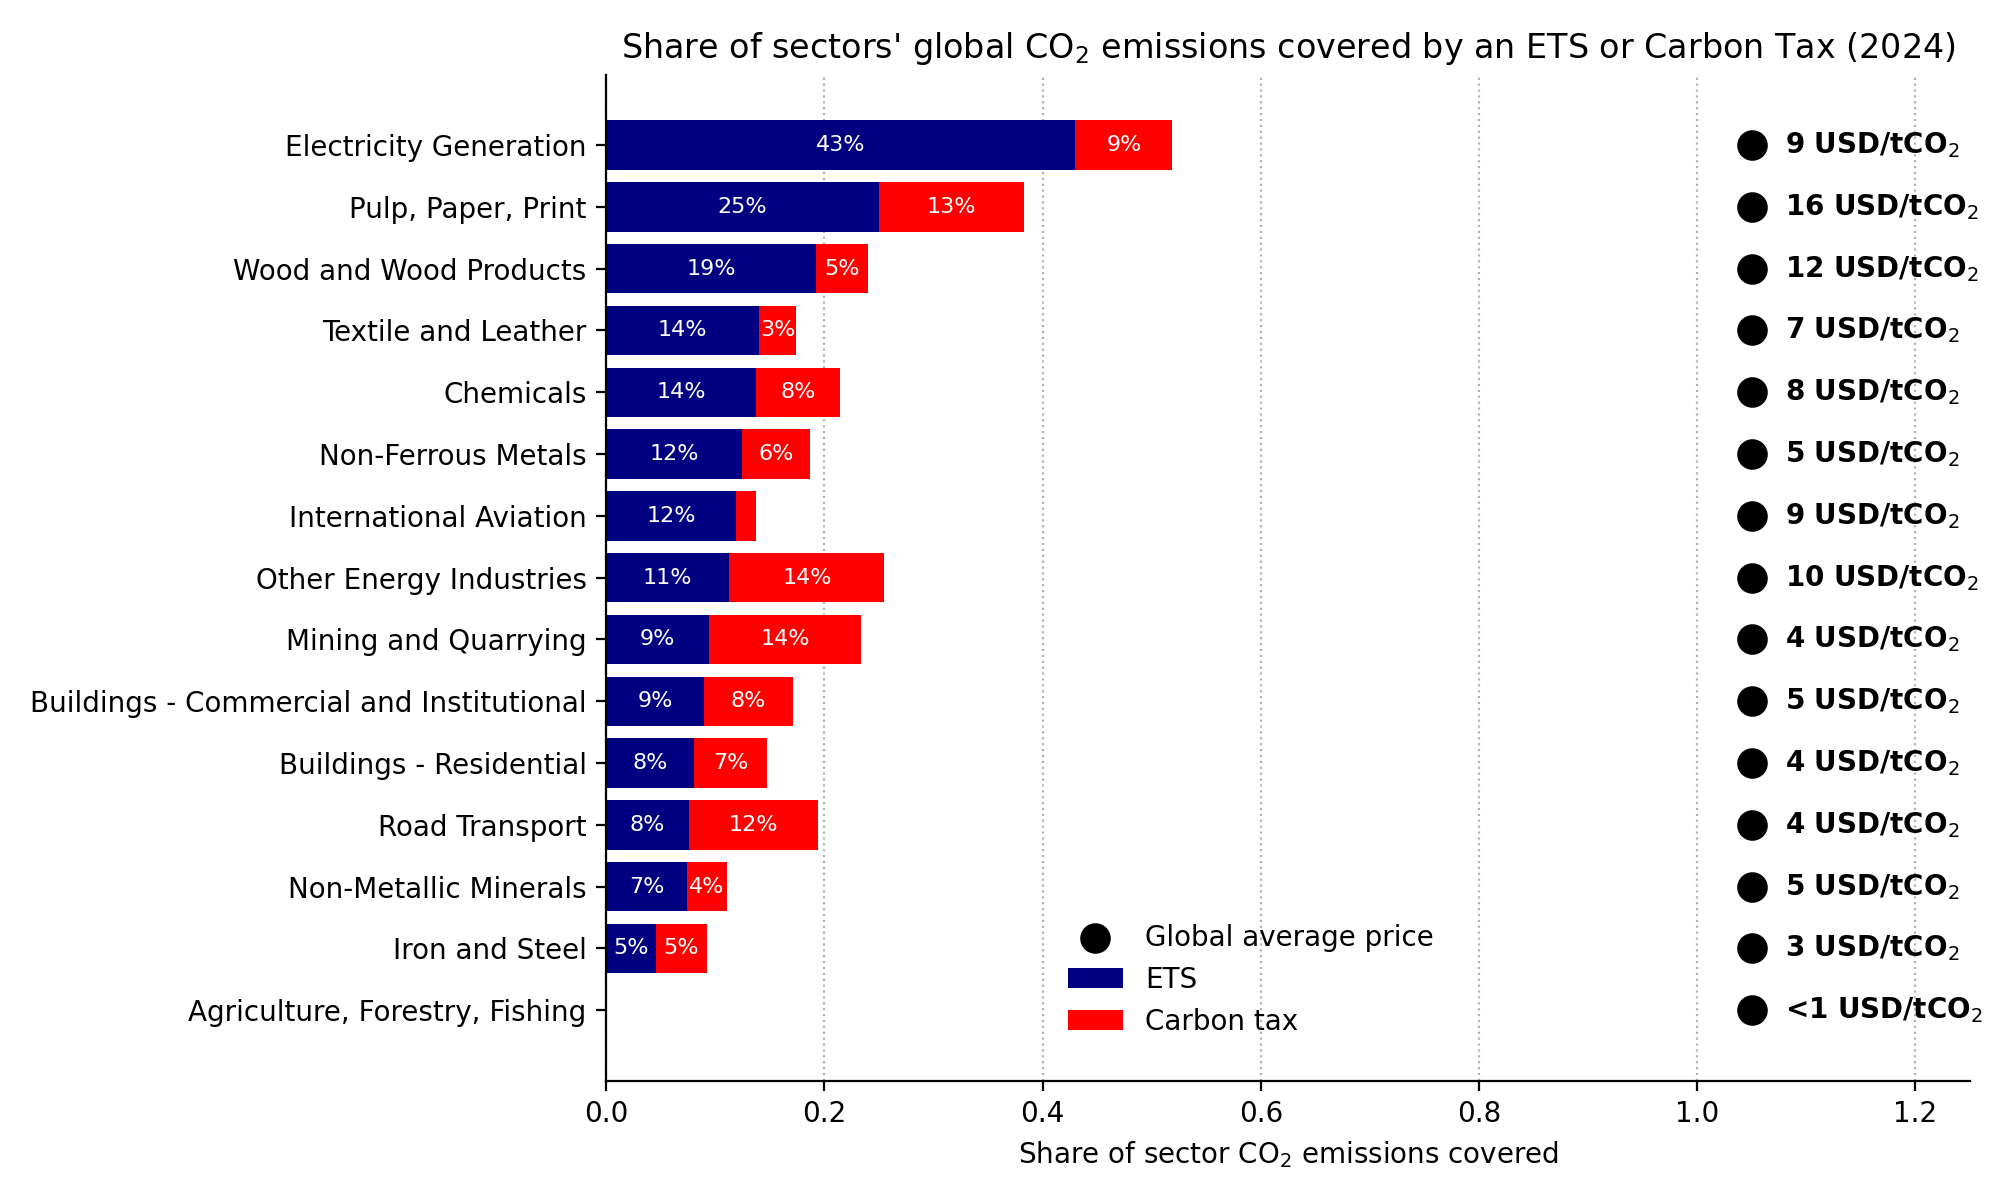 Share of sectors' global CO₂ emissions covered by an ETS or Carbon Tax (2024)
Electricity Generation 43% 9% 9 USD/tCO₂
Pulp, Paper, Print 25% 13% 16 USD/tCO₂
Wood and Wood Products 19% 5% 12 USD/tCO₂
Textile and Leather 14% 3% 7 USD/tCO₂
Chemicals 14% 8% 8 USD/tCO₂
Non-Ferrous Metals 12% 6% 5 USD/tCO₂
International Aviation 12% 9 USD/tCO₂
Other Energy Industries 11% 14% 10 USD/tCO₂
Mining and Quarrying 9% 14% 4 USD/tCO₂
Buildings - Commercial and Institutional 9% 8% 5 USD/tCO₂
Buildings - Residential 8% 7% 4 USD/tCO₂
Road Transport 8% 12% 4 USD/tCO₂
Non-Metallic Minerals 7% 4% 5 USD/tCO₂
Iron and Steel 5% 5% 3 USD/tCO₂
Agriculture, Forestry, Fishing <1 USD/tCO₂
Global average price
ETS
Carbon tax
0.0 0.2 0.4 0.6 0.8 1.0 1.2
Share of sector CO₂ emissions covered